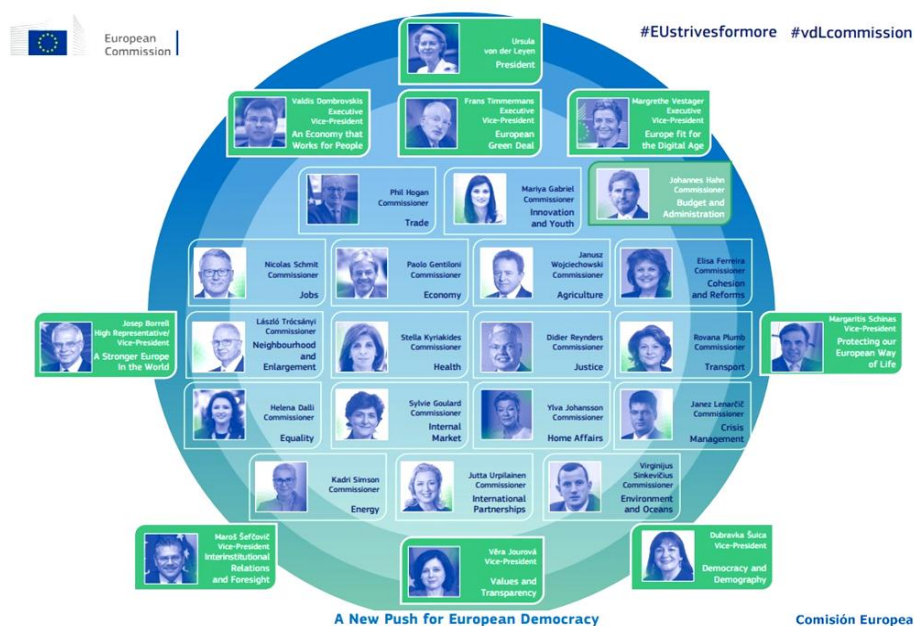 European
Commission
#EUstrivesformore #vdLcommission
Ursula
von der Leyen
President
Valdis Dombrovskis
Executive
Vice-President
An Economy that
Works for People
Frans Timmermans
Executive
Vice-President
European
Green Deal
Margrethe Vestager
Executive
Vice-President
Europe fit for
the Digital Age
Phil Hogan
Commissioner
Trade
Mariya Gabriel
Commissioner
Innovation
and Youth
Johannes Hahn
Commissioner
Budget and
Administration
Nicolas Schmit
Commissioner
Jobs
Paolo Gentiloni
Commissioner
Economy
Janusz
Wojciechowski
Commissioner
Agriculture
Elisa Ferreira
Commissioner
Cohesion
and Reforms
Josep Borrell
High Representative/
Vice-President
A Stronger Europe
in the World
László Trócsányi
Commissioner
Neighbourhood
and
Enlargement
Stella Kyriakides
Commissioner
Health
Didier Reynders
Commissioner
Justice
Rovana Plumb
Commissioner
Transport
Margaritis Schinas
Vice-President
Protecting our
European Way
of Life
Helena Dalli
Commissioner
Equality
Sylvie Goulard
Commissioner
Internal
Market
Ylva Johansson
Commissioner
Home Affairs
Janez Lenarčič
Commissioner
Crisis
Management
Kadri Simson
Commissioner
Energy
Jutta Urpilainen
Commissioner
International
Partnerships
Virginijus
Sinkevičius
Commissioner
Environment
and Oceans
Maroš Šefčovič
Vice-President
Interinstitutional
Relations
and Foresight
Věra Jourová
Vice-President
Values and
Transparency
Dubravka Šuica
Vice-President
Democracy and
Demography
A New Push for European Democracy
Comisión Europea